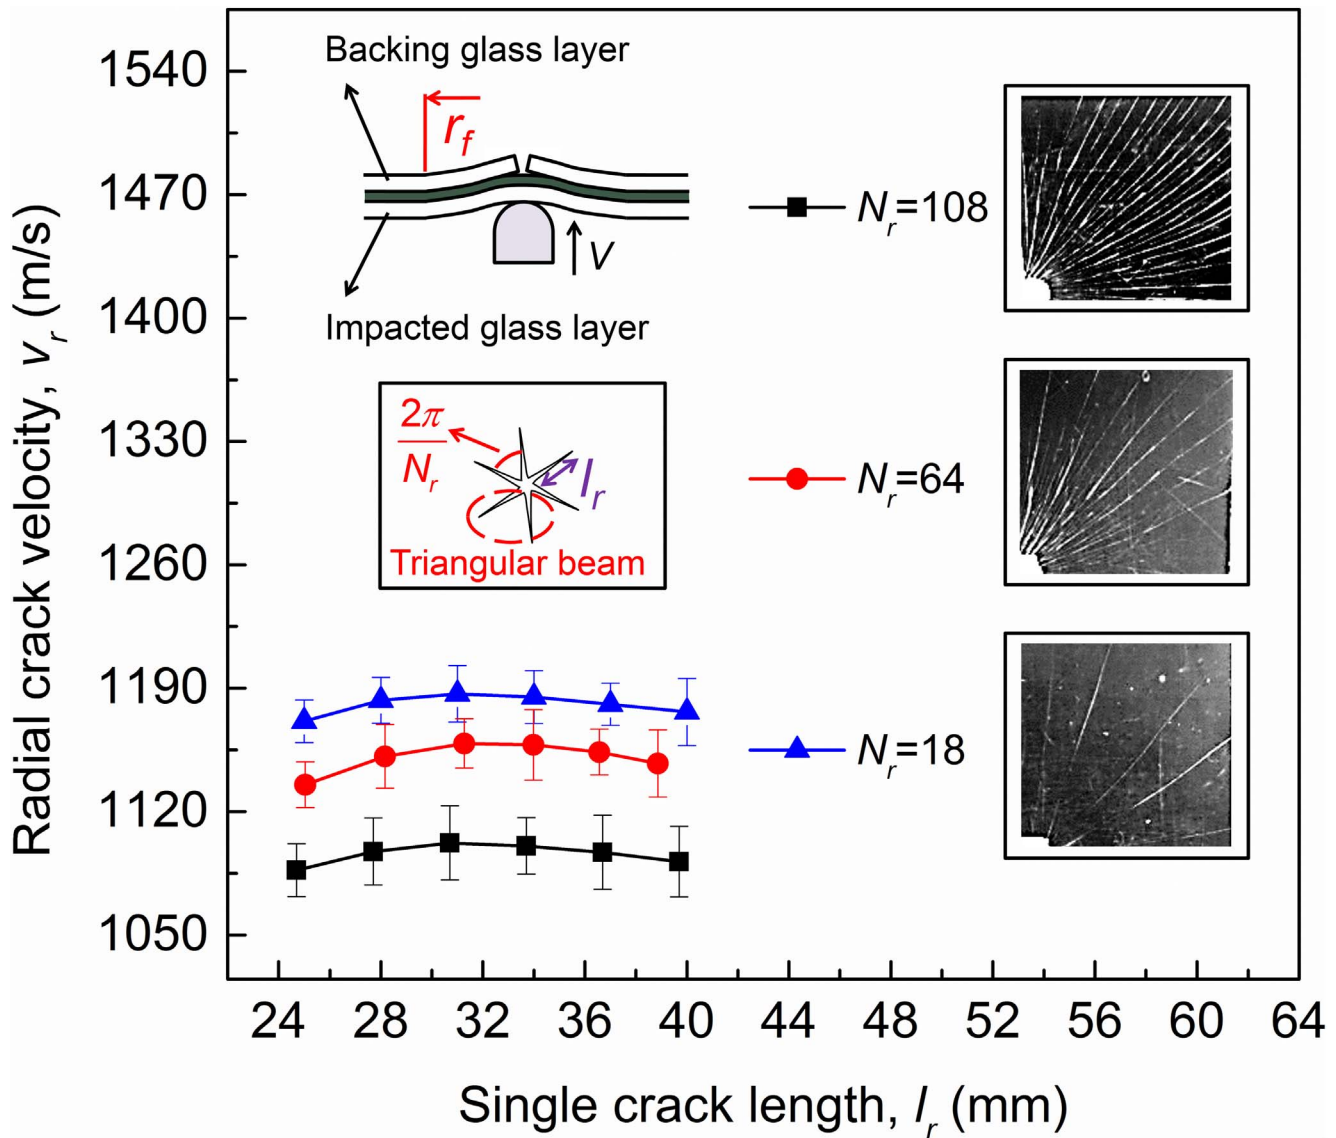 Backing glass layer
r_f
V
Impacted glass layer
2π
N_r
l_r
Triangular beam
N_r=108
N_r=64
N_r=18
1540
1470
1400
1330
1260
1190
1120
1050
Radial crack velocity, v_r (m/s)
24 28 32 36 40 44 48 52 56 60 64
Single crack length, l_r (mm)